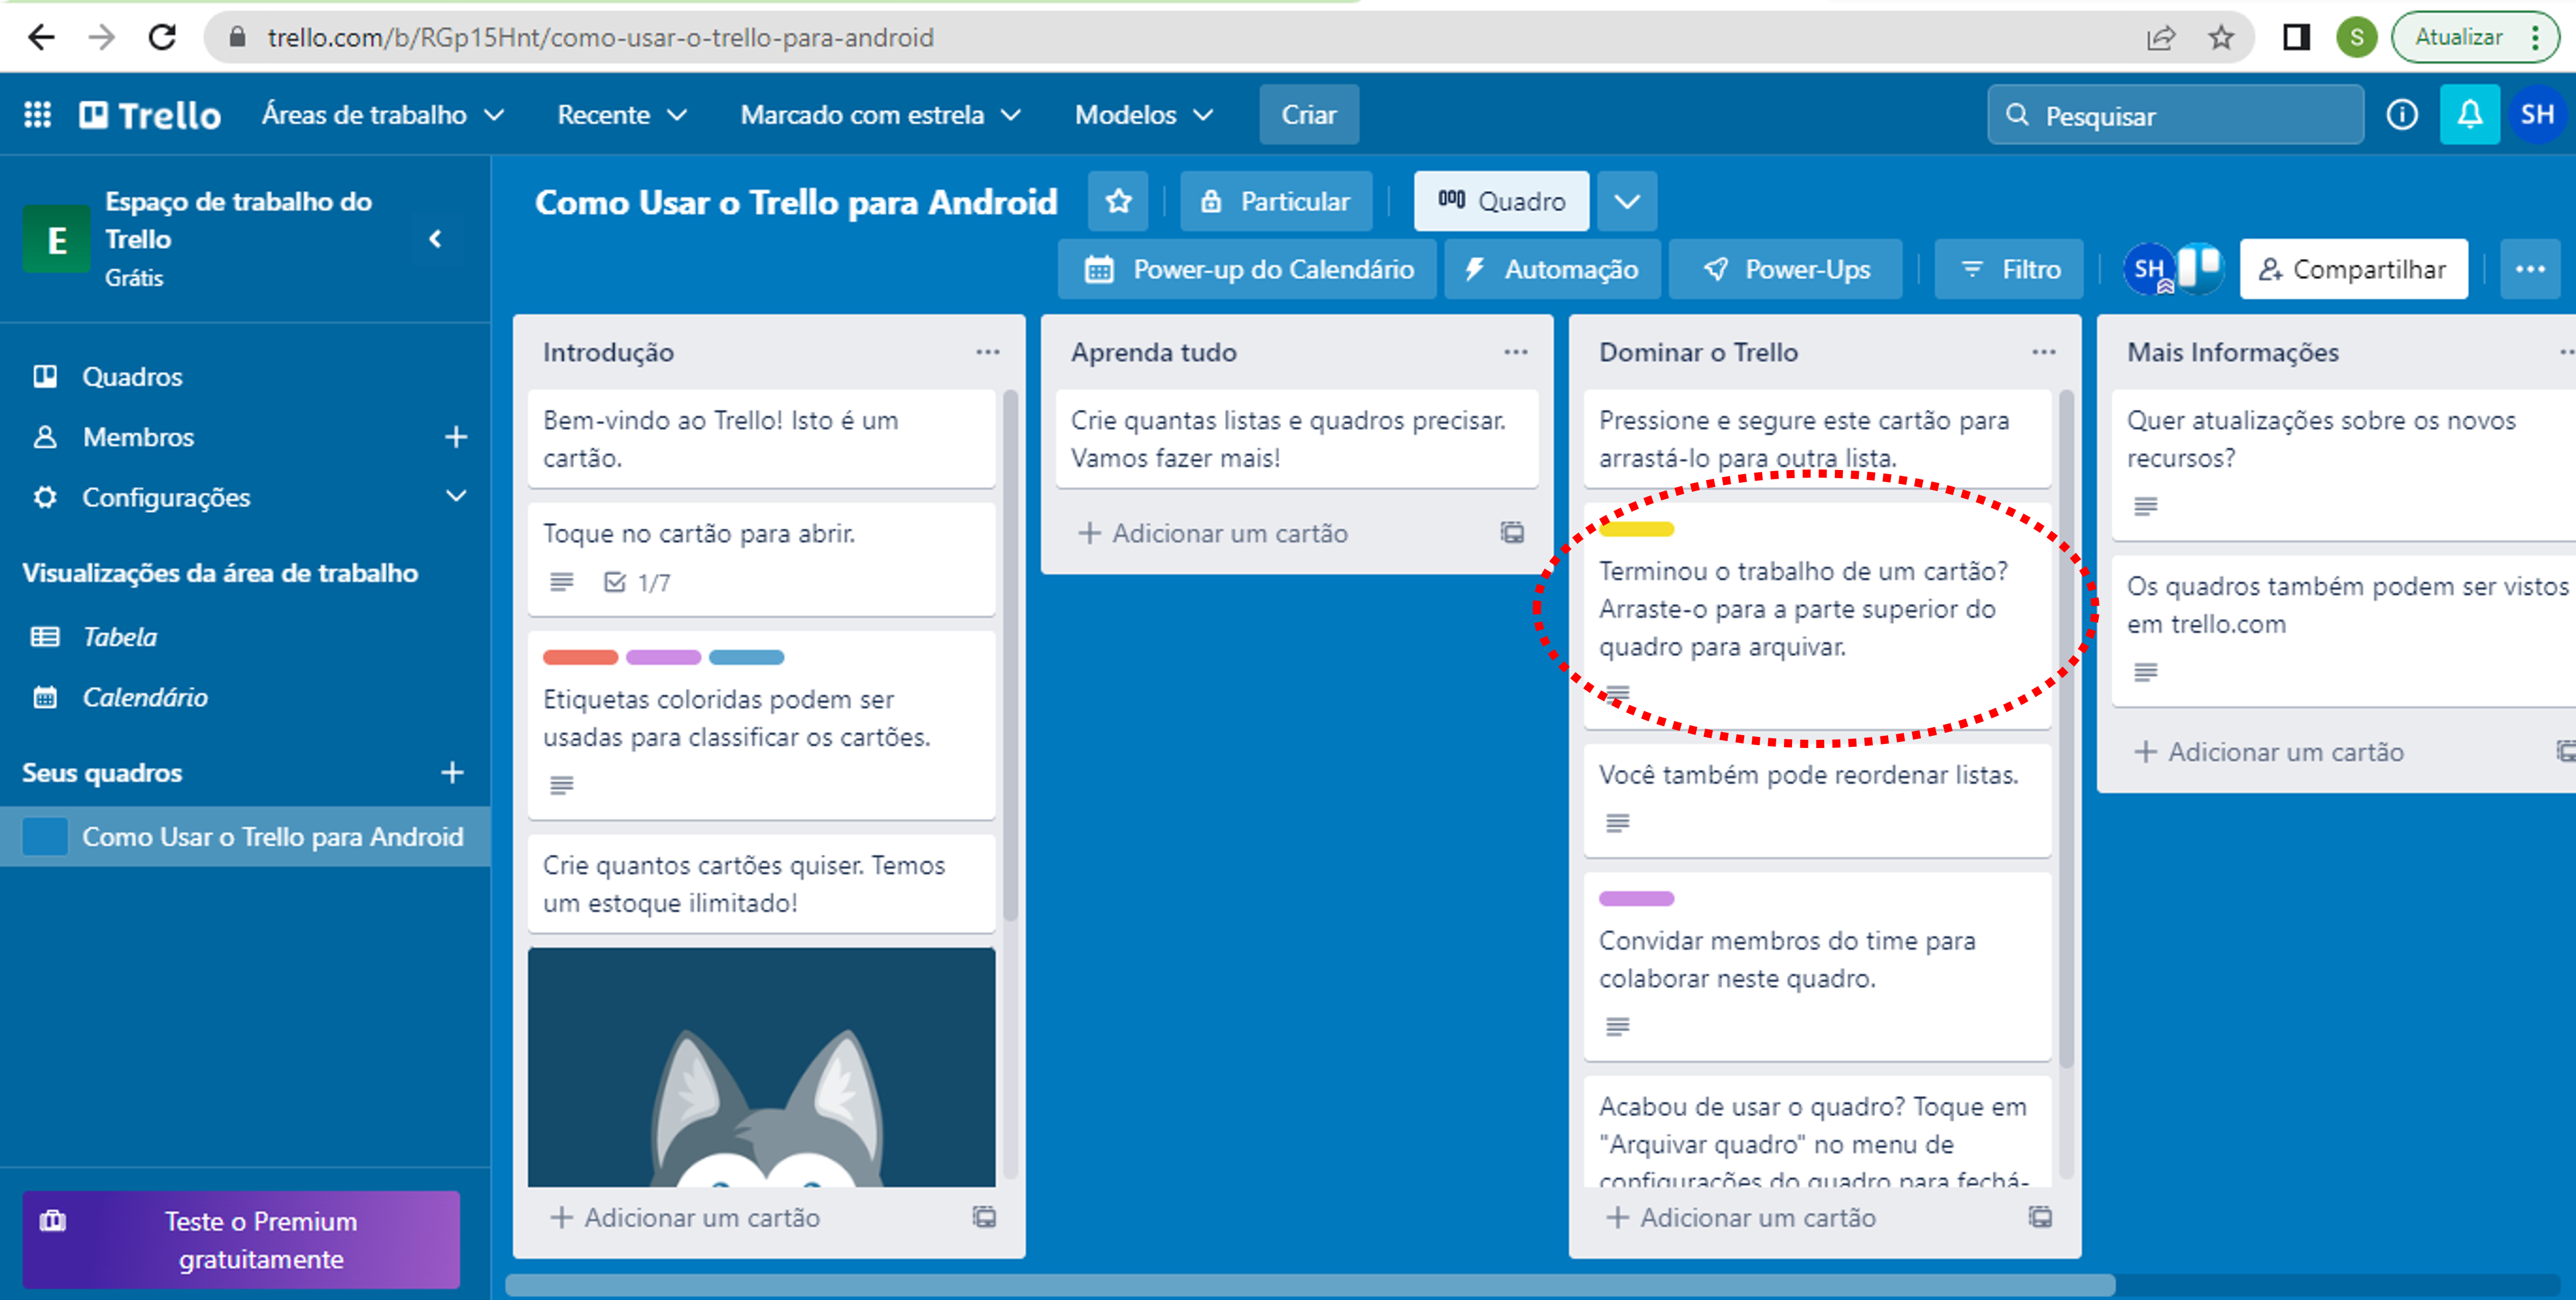 trello.com/b/RGp15Hnt/como-usar-o-trello-para-android
S
Atualizar
Trello
Áreas de trabalho
Recente
Marcado com estrela
Modelos
Criar
Pesquisar
SH
E
Espaço de trabalho do
Trello
Grátis
Como Usar o Trello para Android
Particular
Quadro
Power-up do Calendário
Automação
Power-Ups
Filtro
SH
Compartilhar
Quadros
Membros
Configurações
Visualizações da área de trabalho
Tabela
Calendário
Seus quadros
Como Usar o Trello para Android
Teste o Premium
gratuitamente
Introdução
Bem-vindo ao Trello! Isto é um
cartão.
Toque no cartão para abrir.
1/7
Etiquetas coloridas podem ser
usadas para classificar os cartões.
Crie quantos cartões quiser. Temos
um estoque ilimitado!
+ Adicionar um cartão
Aprenda tudo
Crie quantas listas e quadros precisar.
Vamos fazer mais!
+ Adicionar um cartão
Dominar o Trello
Pressione e segure este cartão para
arrastá-lo para outra lista.
Terminou o trabalho de um cartão?
Arraste-o para a parte superior do
quadro para arquivar.
Você também pode reordenar listas.
Convidar membros do time para
colaborar neste quadro.
Acabou de usar o quadro? Toque em
"Arquivar quadro" no menu de
configurações do quadro para fechá-
+ Adicionar um cartão
Mais Informações
Quer atualizações sobre os novos
recursos?
Os quadros também podem ser vistos
em trello.com
+ Adicionar um cartão